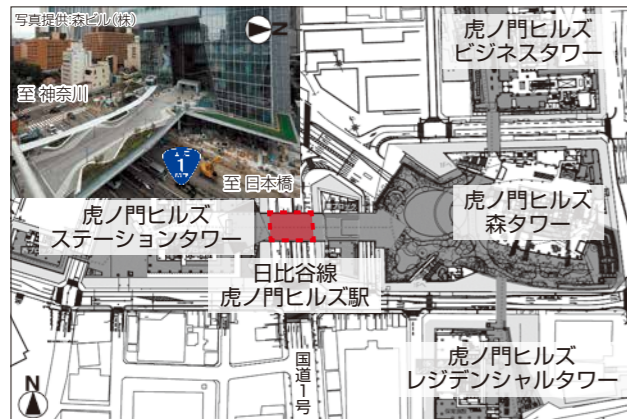 写真提供:森ビル(株)
N
至 神奈川
1
至 日本橋
虎ノ門ヒルズ
ビジネスタワー
虎ノ門ヒルズ
森タワー
虎ノ門ヒルズ
ステーションタワー
日比谷線
虎ノ門ヒルズ駅
国道1号
虎ノ門ヒルズ
レジデンシャルタワー
N